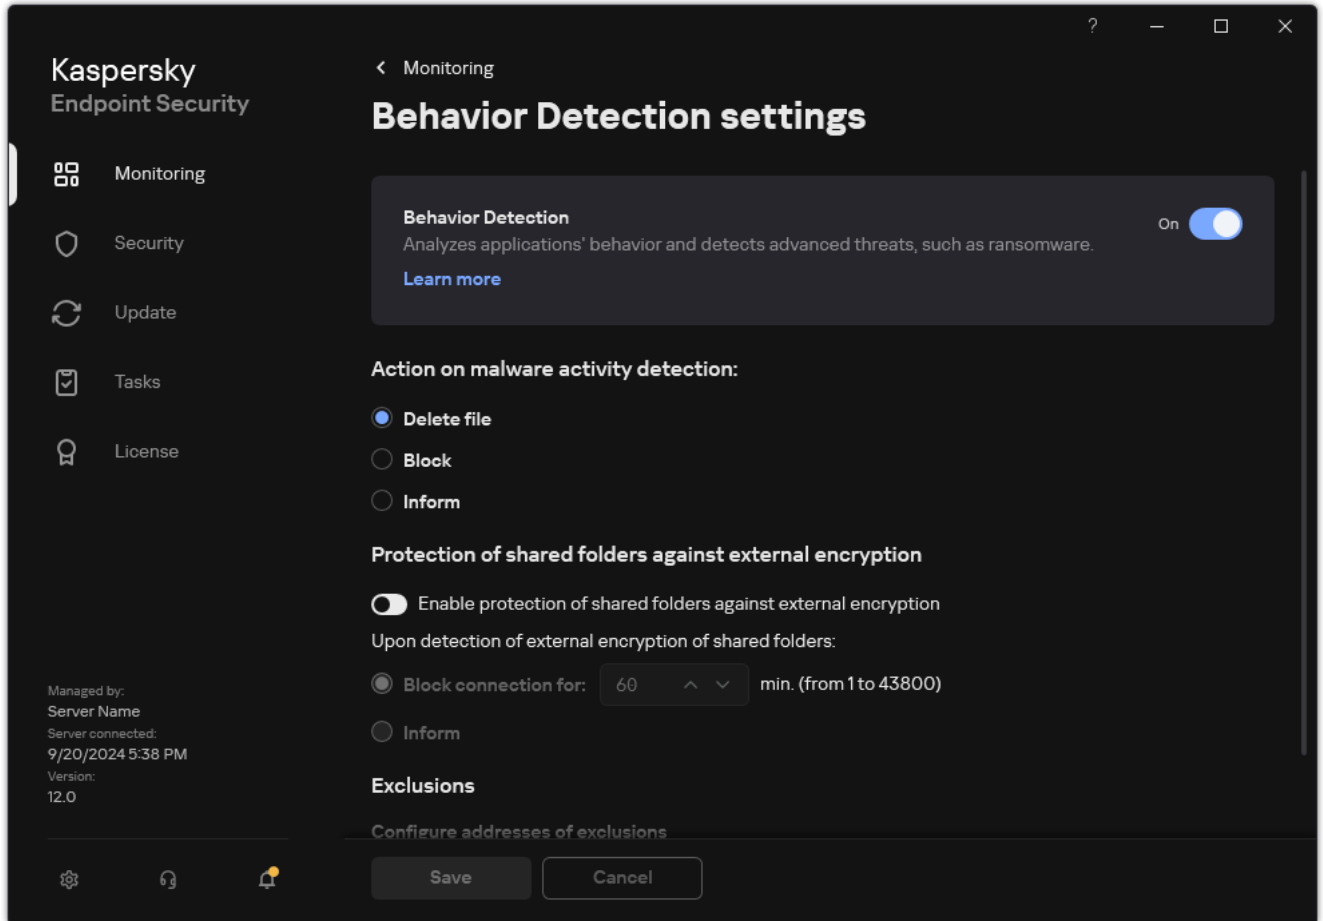 ?
Kaspersky
Endpoint Security
Monitoring
Security
Update
Tasks
License
Managed by:
Server Name
Server connected:
9/20/2024 5:38 PM
Version:
12.0
Monitoring
Behavior Detection settings
Behavior Detection
On
Analyzes applications' behavior and detects advanced threats, such as ransomware.
Learn more
Action on malware activity detection:
Delete file
Block
Inform
Protection of shared folders against external encryption
Enable protection of shared folders against external encryption
Upon detection of external encryption of shared folders:
Block connection for: 60 min. (from 1 to 43800)
Inform
Exclusions
Configure addresses of exclusions
Save Cancel